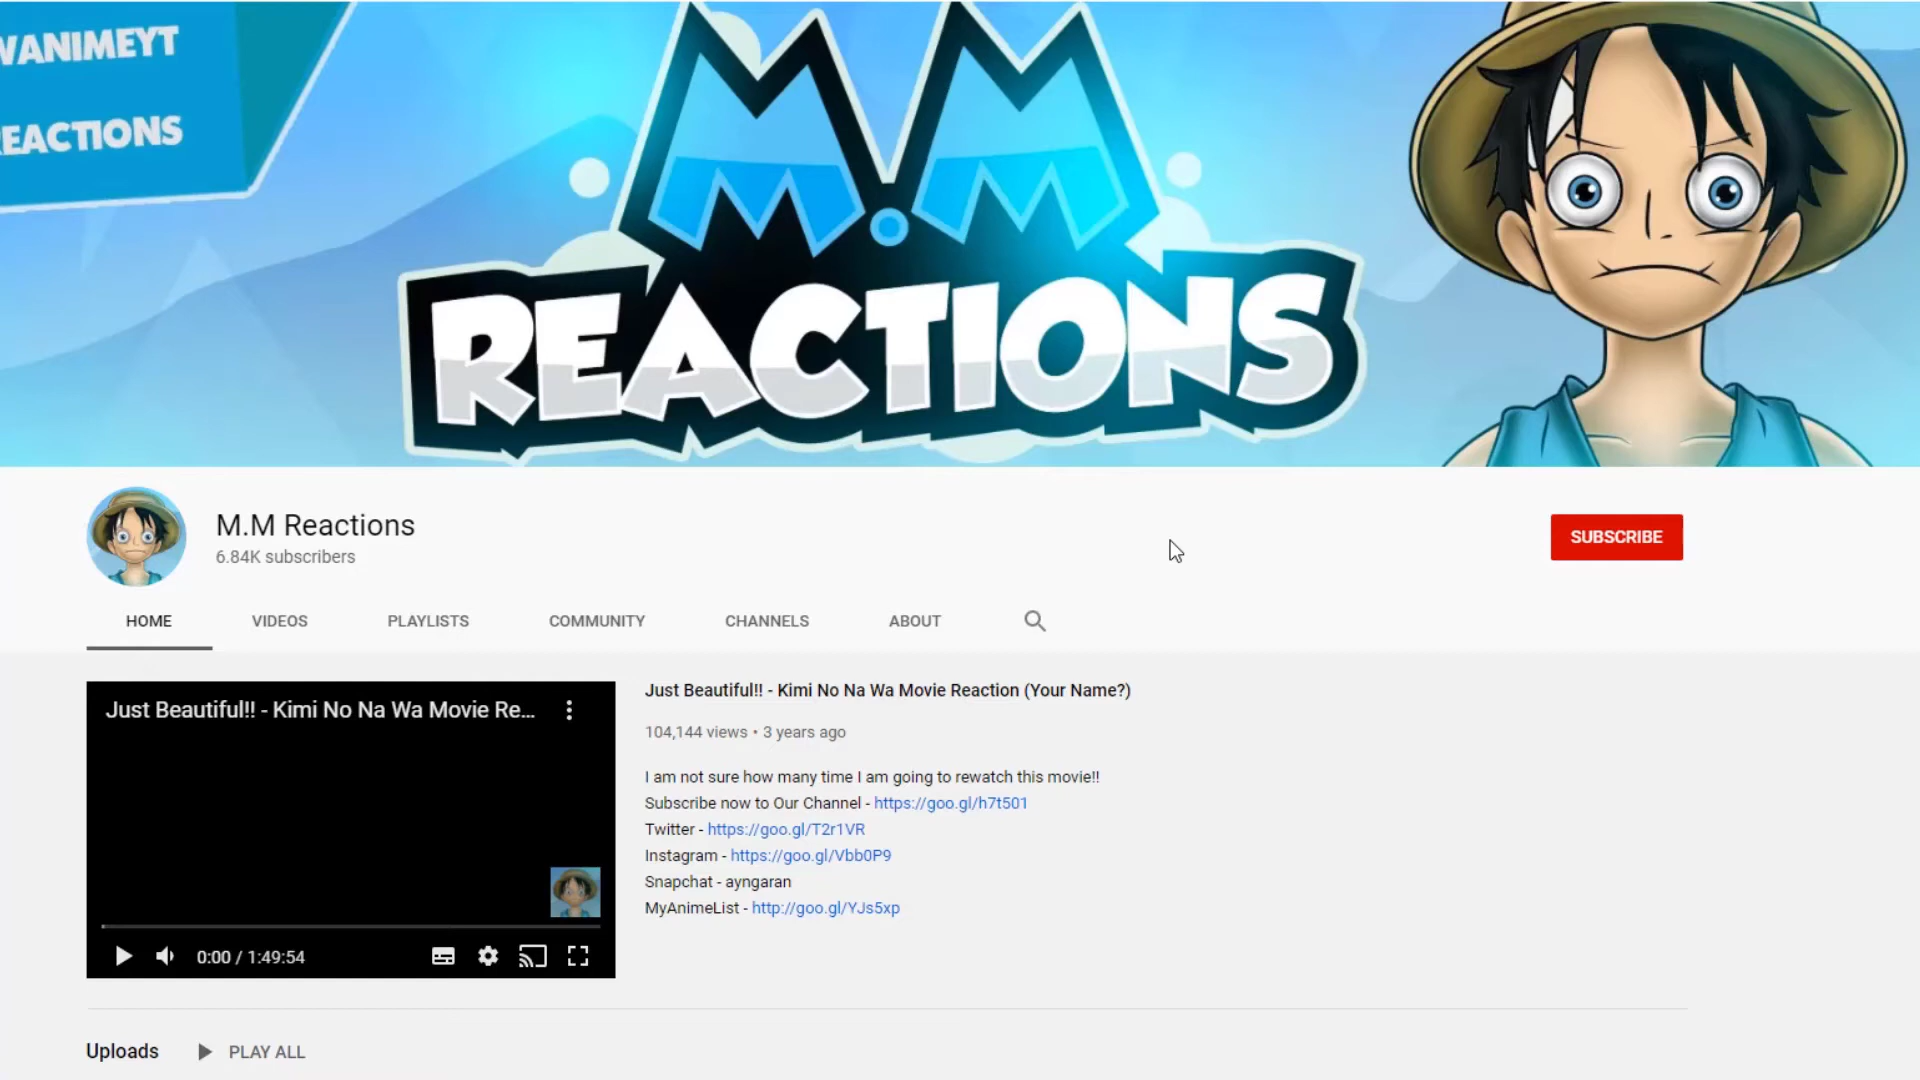 VANIMEYT
REACTIONS
M.M
REACTIONS
M.M Reactions
6.84K subscribers
SUBSCRIBE
HOME VIDEOS PLAYLISTS COMMUNITY CHANNELS ABOUT
Just Beautiful!! - Kimi No Na Wa Movie Re...
0:00 / 1:49:54
Just Beautiful!! - Kimi No Na Wa Movie Reaction (Your Name?)
104,144 views • 3 years ago
I am not sure how many time I am going to rewatch this movie!!
Subscribe now to Our Channel - https://goo.gl/h7t501
Twitter - https://goo.gl/T2r1VR
Instagram - https://goo.gl/Vbb0P9
Snapchat - ayngaran
MyAnimeList - http://goo.gl/YJs5xp
Uploads PLAY ALL